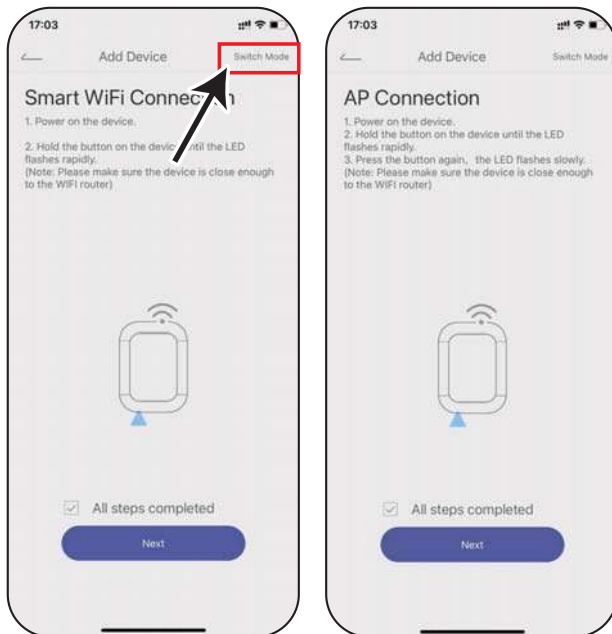 17:03
Add Device
Switch Mode
Smart WiFi Connection
1. Power on the device.
2. Hold the button on the device until the LED
flashes rapidly.
(Note: Please make sure the device is close enough
to the WIFI router)
All steps completed
Next
17:03
Add Device
Switch Mode
AP Connection
1. Power on the device.
2. Hold the button on the device until the LED
flashes rapidly.
3. Press the button again, the LED flashes slowly.
(Note: Please make sure the device is close enough
to the WIFI router)
All steps completed
Next